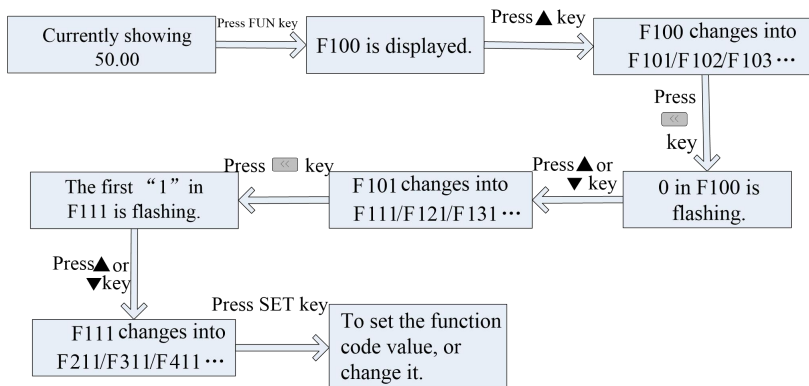 Currently showing
50.00
Press FUN key
F100 is displayed.
Press▲key
F100 changes into
F101/F102/F103···
Press
<<
key
0 in F100 is
flashing.
Press▲or
▼key
F101 changes into
F111/F121/F131···
Press << key
The first “1” in
F111 is flashing.
Press▲or
▼key
F111 changes into
F211/F311/F411···
Press SET key
To set the function
code value, or
change it.